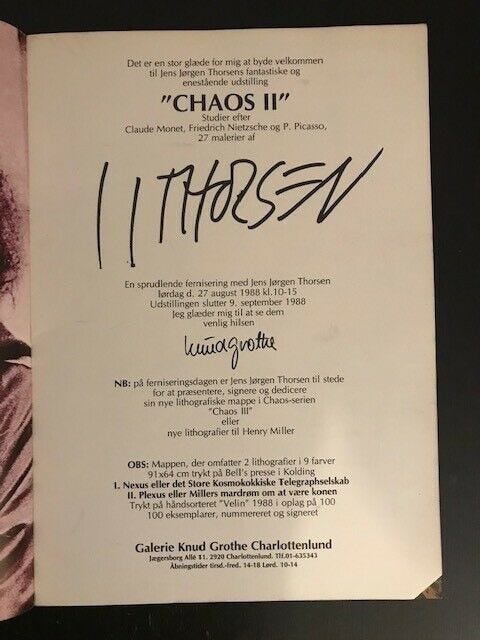 Det er en stor glæde for mig at byde velkommen
til Jens Jørgen Thorsens fantastiske og
enestående udstilling
"CHAOS II"
Studier efter
Claude Monet, Friedrich Nietzsche og P. Picasso,
27 malerier af
JJ THORSEN
En sprudlende fernisering med Jens Jørgen Thorsen
lørdag d. 27 august 1988 kl.10-15
Udstillingen slutter 9. september 1988
Jeg glæder mig til at se dem
venlig hilsen
Knud Grothe
NB: på ferniseringsdagen er Jens Jørgen Thorsen til stede
for at præsentere, signere og dedicere
sin nye lithografiske mappe i Chaos-serien
"Chaos III"
eller
nye lithografier til Henry Miller
OBS: Mappen, der omfatter 2 lithografier i 9 farver
91x64 cm trykt på Bell's presse i Kolding
I. Nexus eller det Store Kosmokokkiske Telegraphselskab
II. Plexus eller Millers mardrøm om at være konen
Trykt på håndsorteret "Velin" 1988 i oplag på 100
100 eksemplarer, nummereret og signeret
Galerie Knud Grothe Charlottenlund
Jægersborg Allé 11. 2920 Charlottenlund. Tlf.01-635343
Åbningstider tirsd.-fred. 14-18 Lørd. 10-14